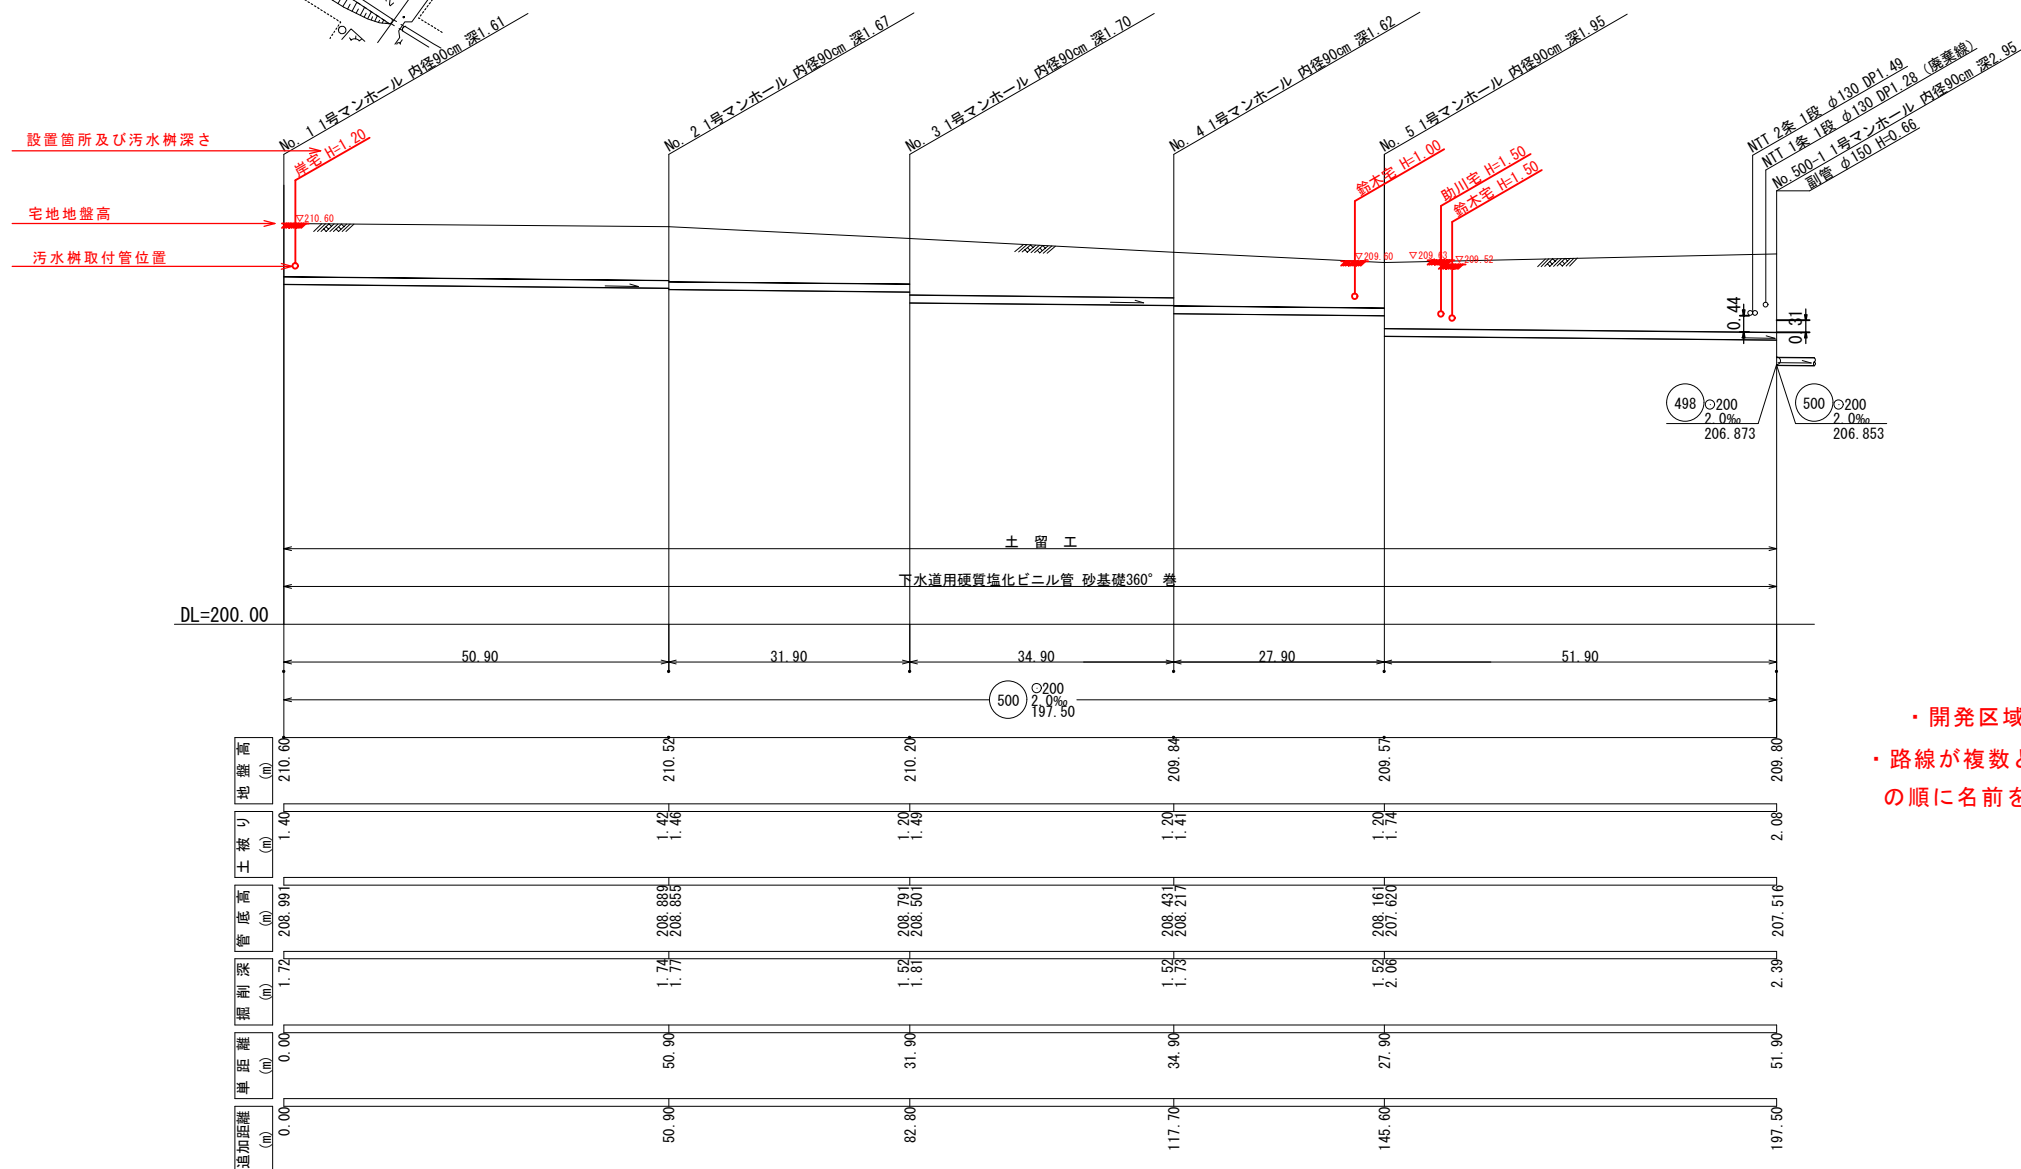 No. 1 1号マンホール 内径90cm 深1.61
No. 2 1号マンホール 内径90cm 深1.67
No. 3 1号マンホール 内径90cm 深1.70
No. 4 1号マンホール 内径90cm 深1.62
No. 5 1号マンホール 内径90cm 深1.95
NTT 2条 1段 φ130 DP1.49
NTT 1条 1段 φ130 DP1.28 (廃棄線)
No.500-1 1号マンホール 内径90cm 深2.95
副管 φ150 H=0.66
設置箇所及び汚水桝深さ
岸宅 H=1.20
鈴木宅 H=1.00
助川宅 H=1.50
鈴木宅 H=1.50
宅地地盤高
▽210.60
汚水桝取付管位置
▽209.60
▽209.63
▽209.52
0.44
0.31
498 ○200
2.0‰
206.873
500 ○200
2.0‰
206.853
土 留 工
下水道用硬質塩化ビニル管 砂基礎360° 巻
DL=200.00
50.90 31.90 34.90 27.90 51.90
500 ○200
2.0‰
197.50
・開発区域
・路線が複数と
の順に名前を
地盤高 (m) 210.60 210.52 210.20 209.84 209.57 209.80
土被り (m) 1.40 1.42 1.46 1.20 1.49 1.20 1.41 1.20 1.74 2.08
管底高 (m) 208.991 208.889 208.855 208.791 208.501 208.431 208.217 208.161 207.620 207.516
掘削深 (m) 1.72 1.74 1.77 1.52 1.81 1.52 1.73 1.52 2.06 2.39
単距離 (m) 0.00 50.90 31.90 34.90 27.90 51.90
追加距離 (m) 0.00 50.90 82.80 117.70 145.60 197.50